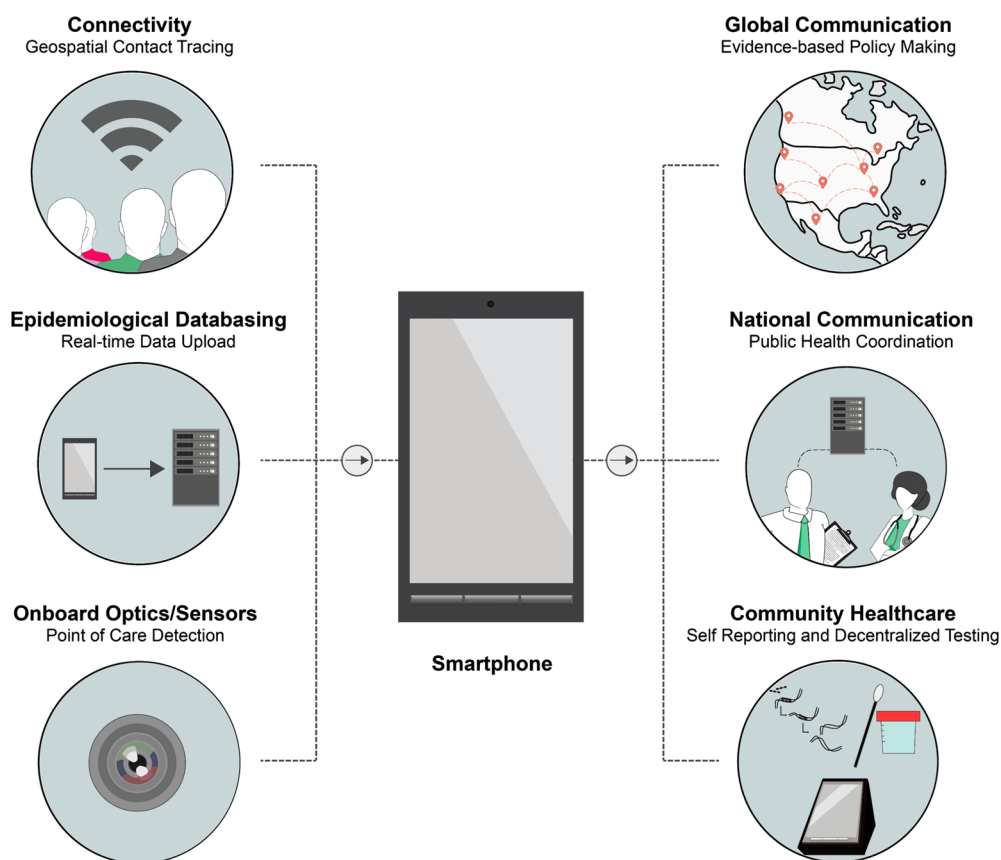 Connectivity
Geospatial Contact Tracing
Global Communication
Evidence-based Policy Making
Epidemiological Databasing
Real-time Data Upload
National Communication
Public Health Coordination
Onboard Optics/Sensors
Point of Care Detection
Smartphone
Community Healthcare
Self Reporting and Decentralized Testing